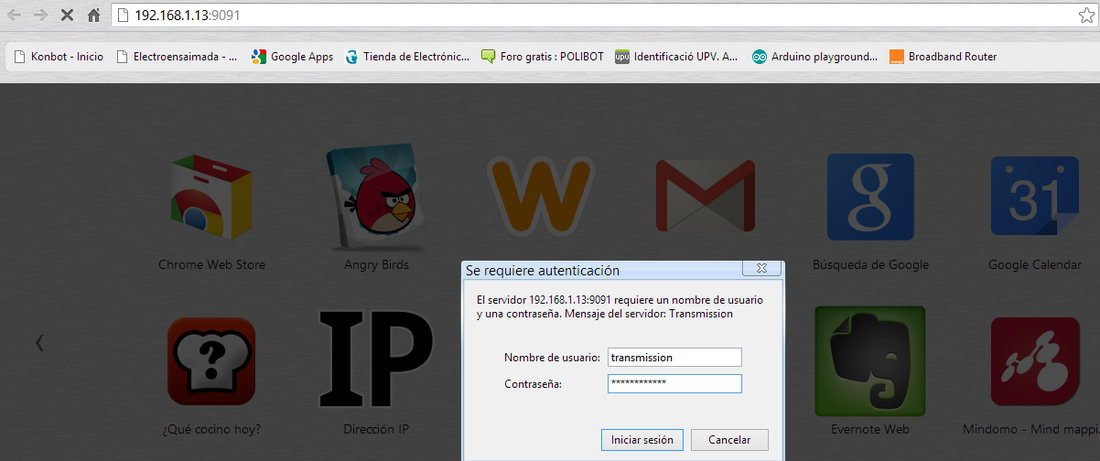 192.168.1.13:9091
Konbot - Inicio
Electroensaimada - ...
Google Apps
Tienda de Electrónic...
Foro gratis : POLIBOT
upv
Identificació UPV. A...
Arduino playground...
Broadband Router
W
g
31
Chrome Web Store
Angry Birds
Búsqueda de Google
Google Calendar
Se requiere autenticación
El servidor 192.168.1.13:9091 requiere un nombre de usuario
y una contraseña. Mensaje del servidor: Transmission
Nombre de usuario: transmission
Contraseña: ************
Iniciar sesión
Cancelar
?
IP
¿Qué cocino hoy?
Dirección IP
Evernote Web
Mindomo - Mind mappi...